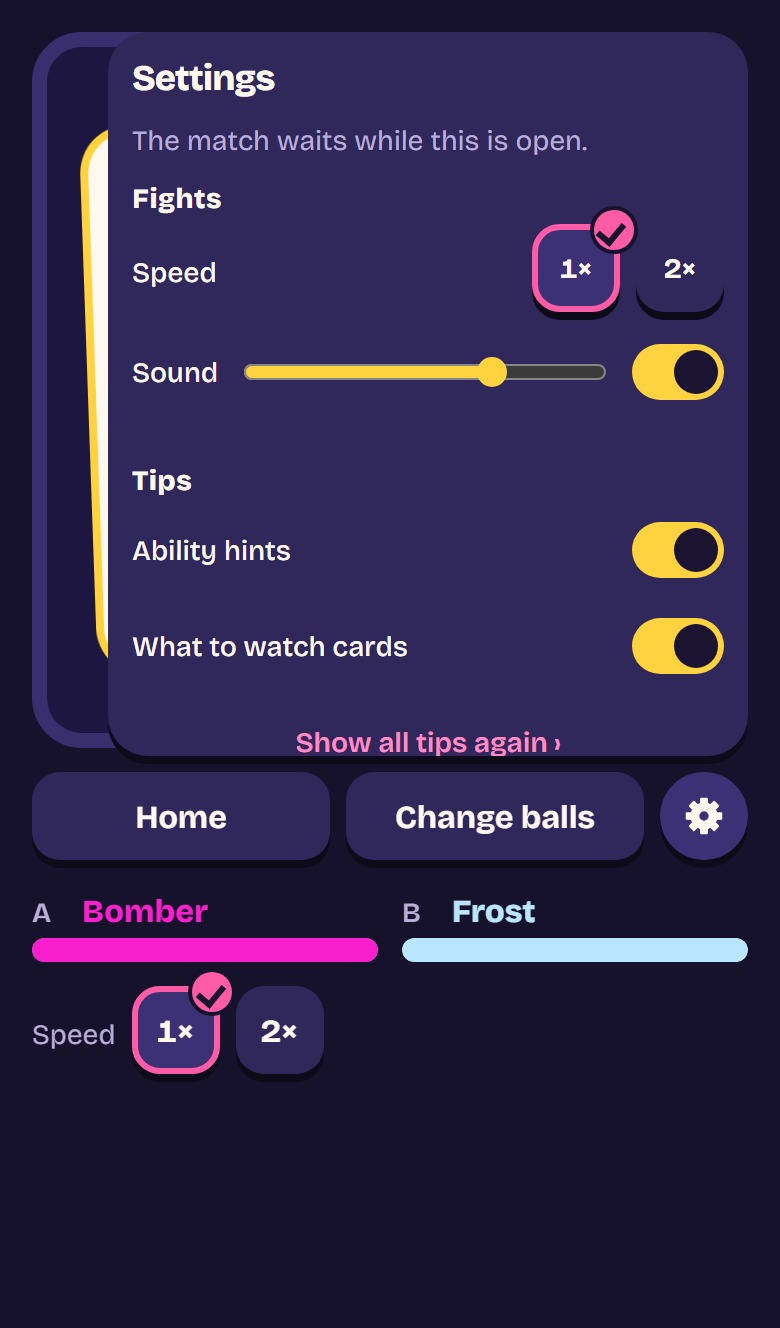 Settings
The match waits while this is open.
Fights
Speed 1× 2×
Sound
Tips
Ability hints
What to watch cards
Show all tips again ›
Home Change balls
A Bomber B Frost
Speed 1× 2×